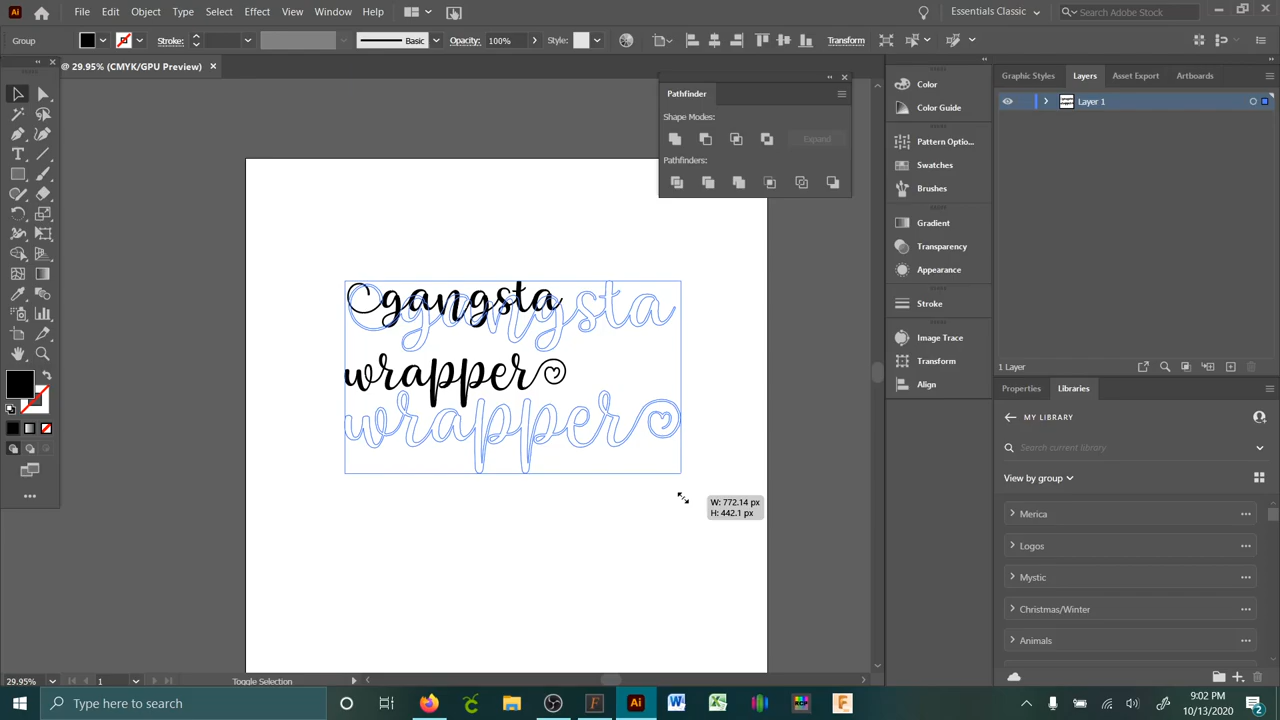 File Edit Object Type Select Effect View Window Help
Essentials Classic
Search Adobe Stock
Group
Stroke:
Basic
Opacity: 100%
Style:
Transform
@ 29.95% (CMYK/GPU Preview)
Pathfinder
Shape Modes:
Expand
Pathfinders:
Color
Color Guide
Pattern Optio...
Swatches
Brushes
Gradient
Transparency
Appearance
Stroke
Image Trace
Transform
Align
Graphic Styles Layers Asset Export Artboards
Layer 1
1 Layer
Properties Libraries
MY LIBRARY
Search current library
View by group
Merica
Logos
Mystic
Christmas/Winter
Animals
gangsta
gangsta
wrapper
wrapper
W: 772.14 px
H: 442.1 px
29.95%
1
Toggle Selection
Type here to search
9:02 PM
10/13/2020
2